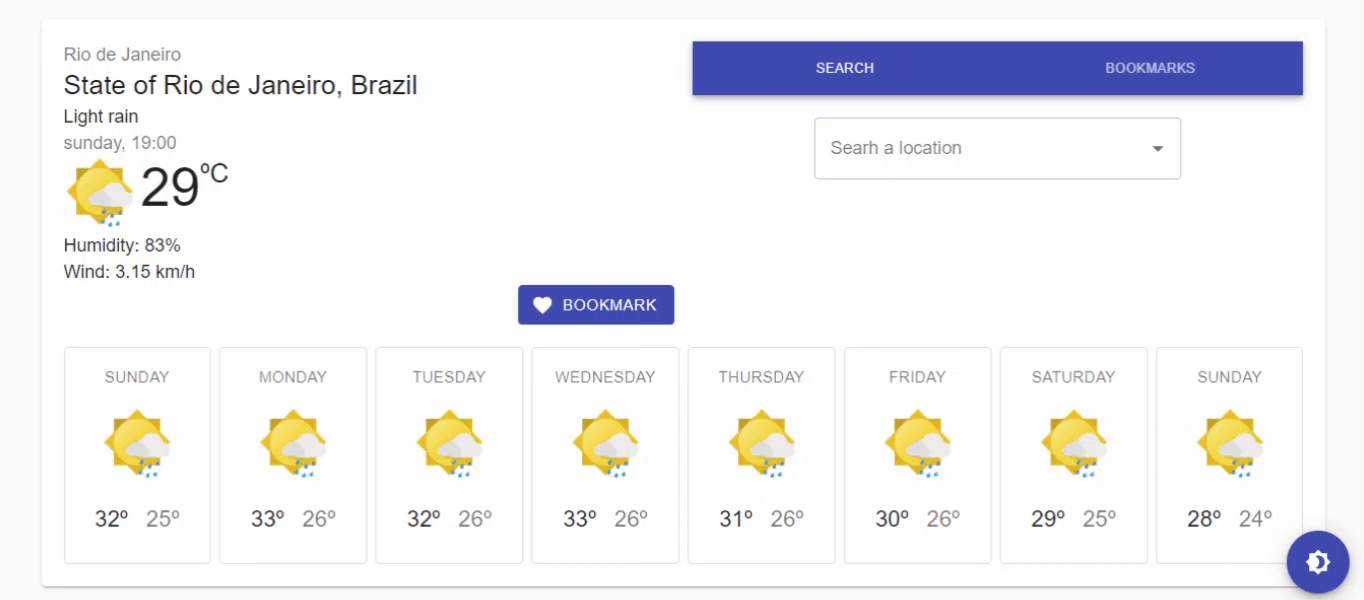 Rio de Janeiro
State of Rio de Janeiro, Brazil
Light rain
sunday, 19:00
29ºC
Humidity: 83%
Wind: 3.15 km/h
BOOKMARK
SEARCH BOOKMARKS
Searh a location
SUNDAY MONDAY TUESDAY WEDNESDAY THURSDAY FRIDAY SATURDAY SUNDAY
32º 25º 33º 26º 32º 26º 33º 26º 31º 26º 30º 26º 29º 25º 28º 24º